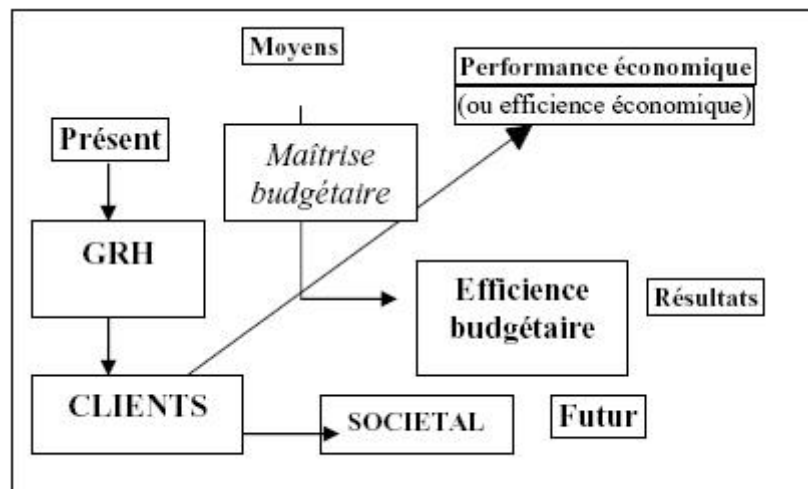 Moyens
Performance économique
(ou efficience économique)
Présent
Maîtrise
budgétaire
GRH
Efficience
budgétaire
Résultats
CLIENTS
SOCIETAL
Futur